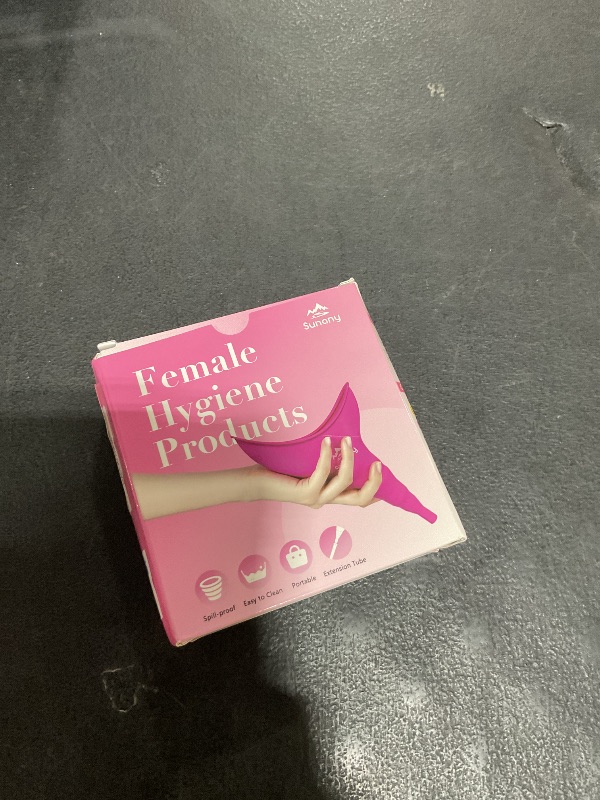 Sunany
Female
Hygiene
Products
Spill-proof
Easy to Clean
Portable
Extension Tube